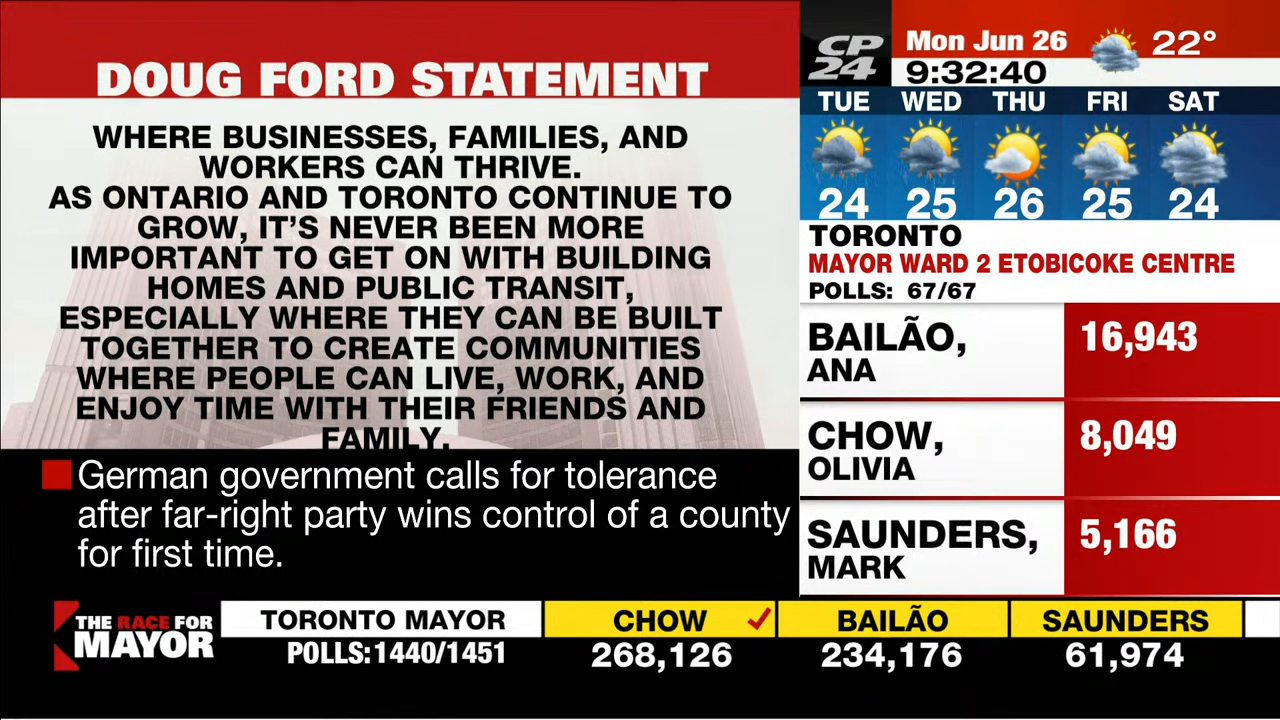 DOUG FORD STATEMENT
WHERE BUSINESSES, FAMILIES, AND
WORKERS CAN THRIVE.
AS ONTARIO AND TORONTO CONTINUE TO
GROW, IT'S NEVER BEEN MORE
IMPORTANT TO GET ON WITH BUILDING
HOMES AND PUBLIC TRANSIT,
ESPECIALLY WHERE THEY CAN BE BUILT
TOGETHER TO CREATE COMMUNITIES
WHERE PEOPLE CAN LIVE, WORK, AND
ENJOY TIME WITH THEIR FRIENDS AND
FAMILY.
German government calls for tolerance
after far-right party wins control of a county
for first time.
CP
24
Mon Jun 26
22°
9:32:40
TUE WED THU FRI SAT
24 25 26 25 24
TORONTO
MAYOR WARD 2 ETOBICOKE CENTRE
POLLS: 67/67
BAILÃO, 16,943
ANA
CHOW, 8,049
OLIVIA
SAUNDERS, 5,166
MARK
THE RACE FOR
MAYOR
TORONTO MAYOR CHOW BAILÃO SAUNDERS
POLLS:1440/1451 268,126 234,176 61,974